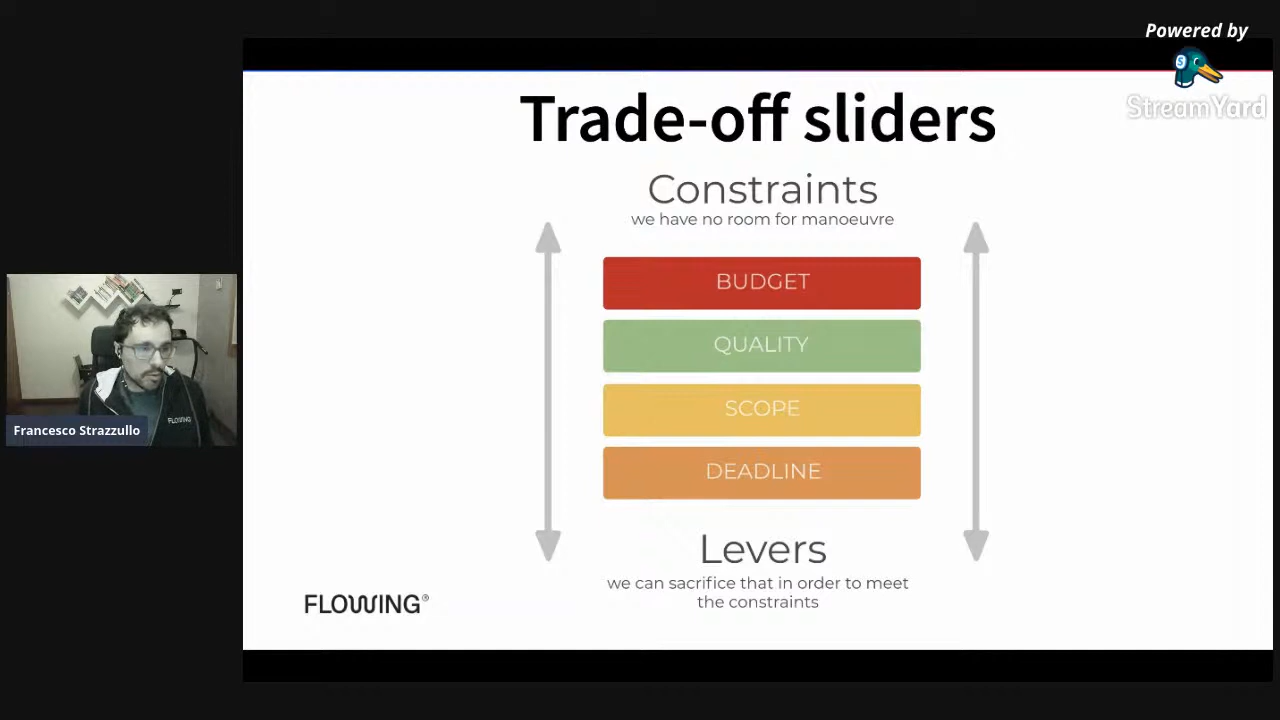 Powered by
StreamYard
Trade-off sliders
Constraints
we have no room for manoeuvre
BUDGET
QUALITY
SCOPE
DEADLINE
Levers
we can sacrifice that in order to meet
the constraints
FLOWING®
FLOWING
Francesco Strazzullo